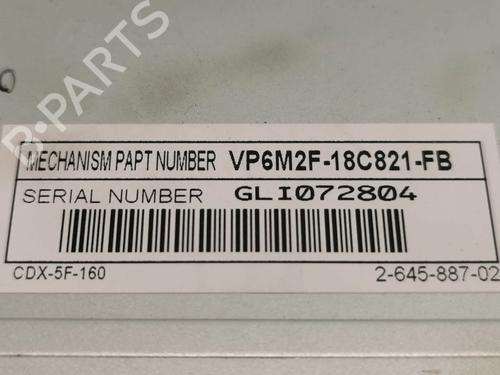 MECHANISM PAPT NUMBER VP6M2F-18C821-FB
SERIAL NUMBER GLI072804
CDX-5F-160 2-645-887-02
B-PARTS